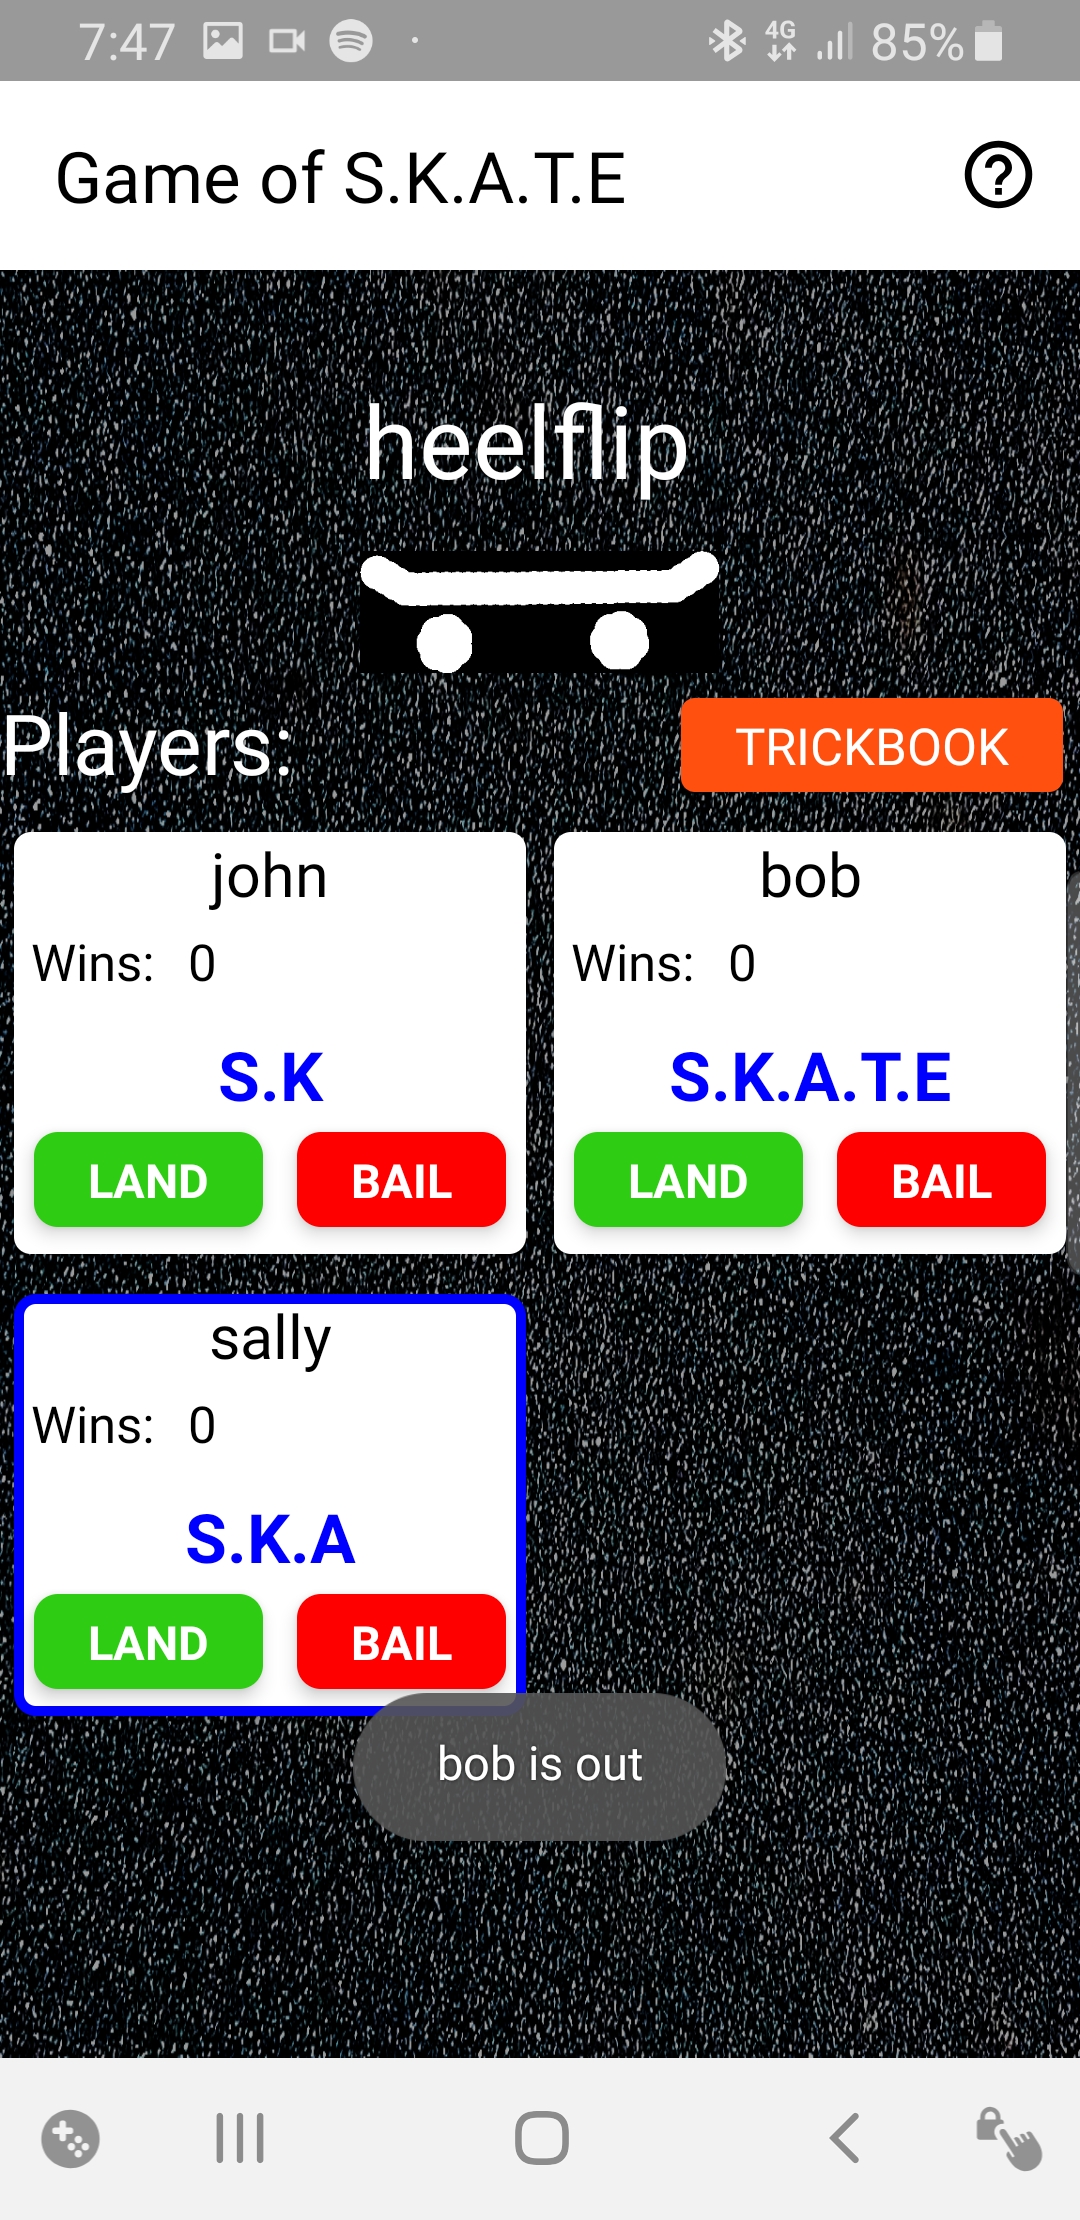 7:47 4G 85%
Game of S.K.A.T.E ?
heelflip
Players: TRICKBOOK
john bob
Wins: 0 Wins: 0
S.K S.K.A.T.E
LAND BAIL LAND BAIL
sally
Wins: 0
S.K.A
LAND BAIL
bob is out